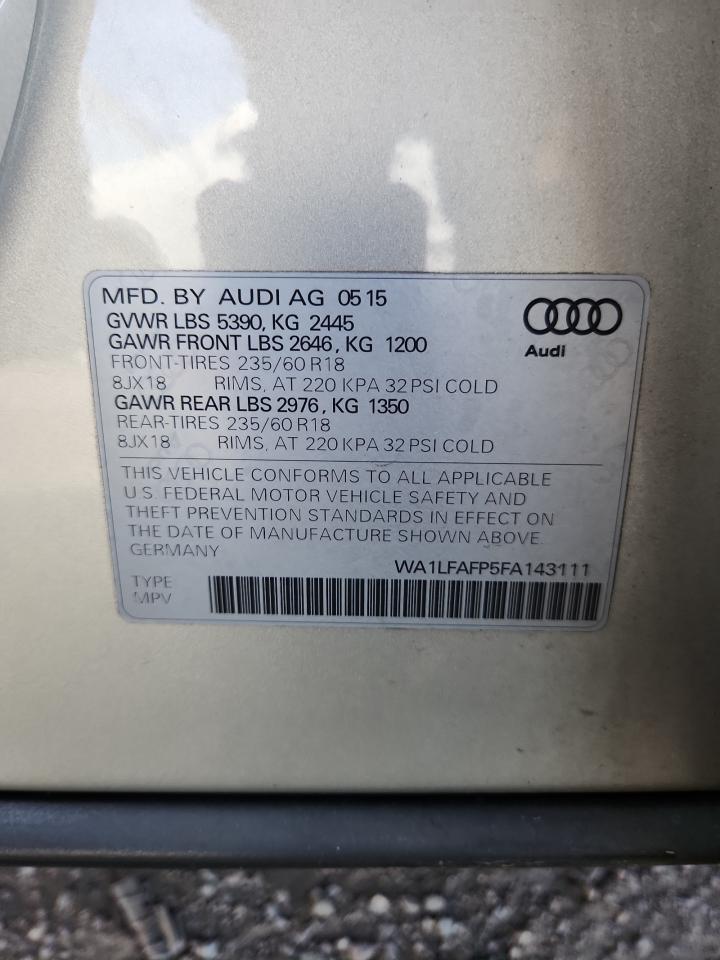 MFD. BY AUDI AG 05 15
GVWR LBS 5390, KG 2445
GAWR FRONT LBS 2646, KG 1200
FRONT-TIRES 235/60 R18
8JX18 RIMS, AT 220 KPA 32 PSI COLD
GAWR REAR LBS 2976, KG 1350
REAR-TIRES 235/60 R18
8JX18 RIMS, AT 220 KPA 32 PSI COLD
Audi
THIS VEHICLE CONFORMS TO ALL APPLICABLE
U.S. FEDERAL MOTOR VEHICLE SAFETY AND
THEFT PREVENTION STANDARDS IN EFFECT ON
THE DATE OF MANUFACTURE SHOWN ABOVE.
GERMANY
WA1LFAFP5FA143111
TYPE
MPV